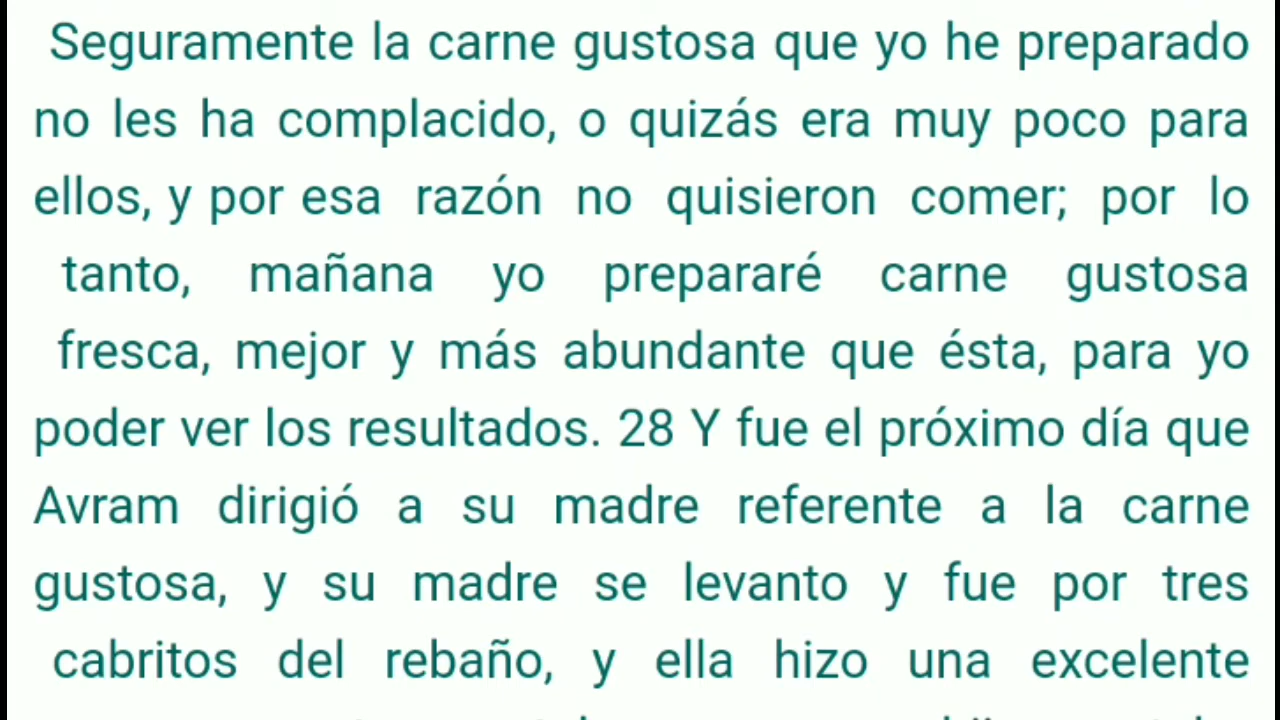 Seguramente la carne gustosa que yo he preparado
no les ha complacido, o quizás era muy poco para
ellos, y por esa razón no quisieron comer; por lo
tanto, mañana yo prepararé carne gustosa
fresca, mejor y más abundante que ésta, para yo
poder ver los resultados. 28 Y fue el próximo día que
Avram dirigió a su madre referente a la carne
gustosa, y su madre se levanto y fue por tres
cabritos del rebaño, y ella hizo una excelente